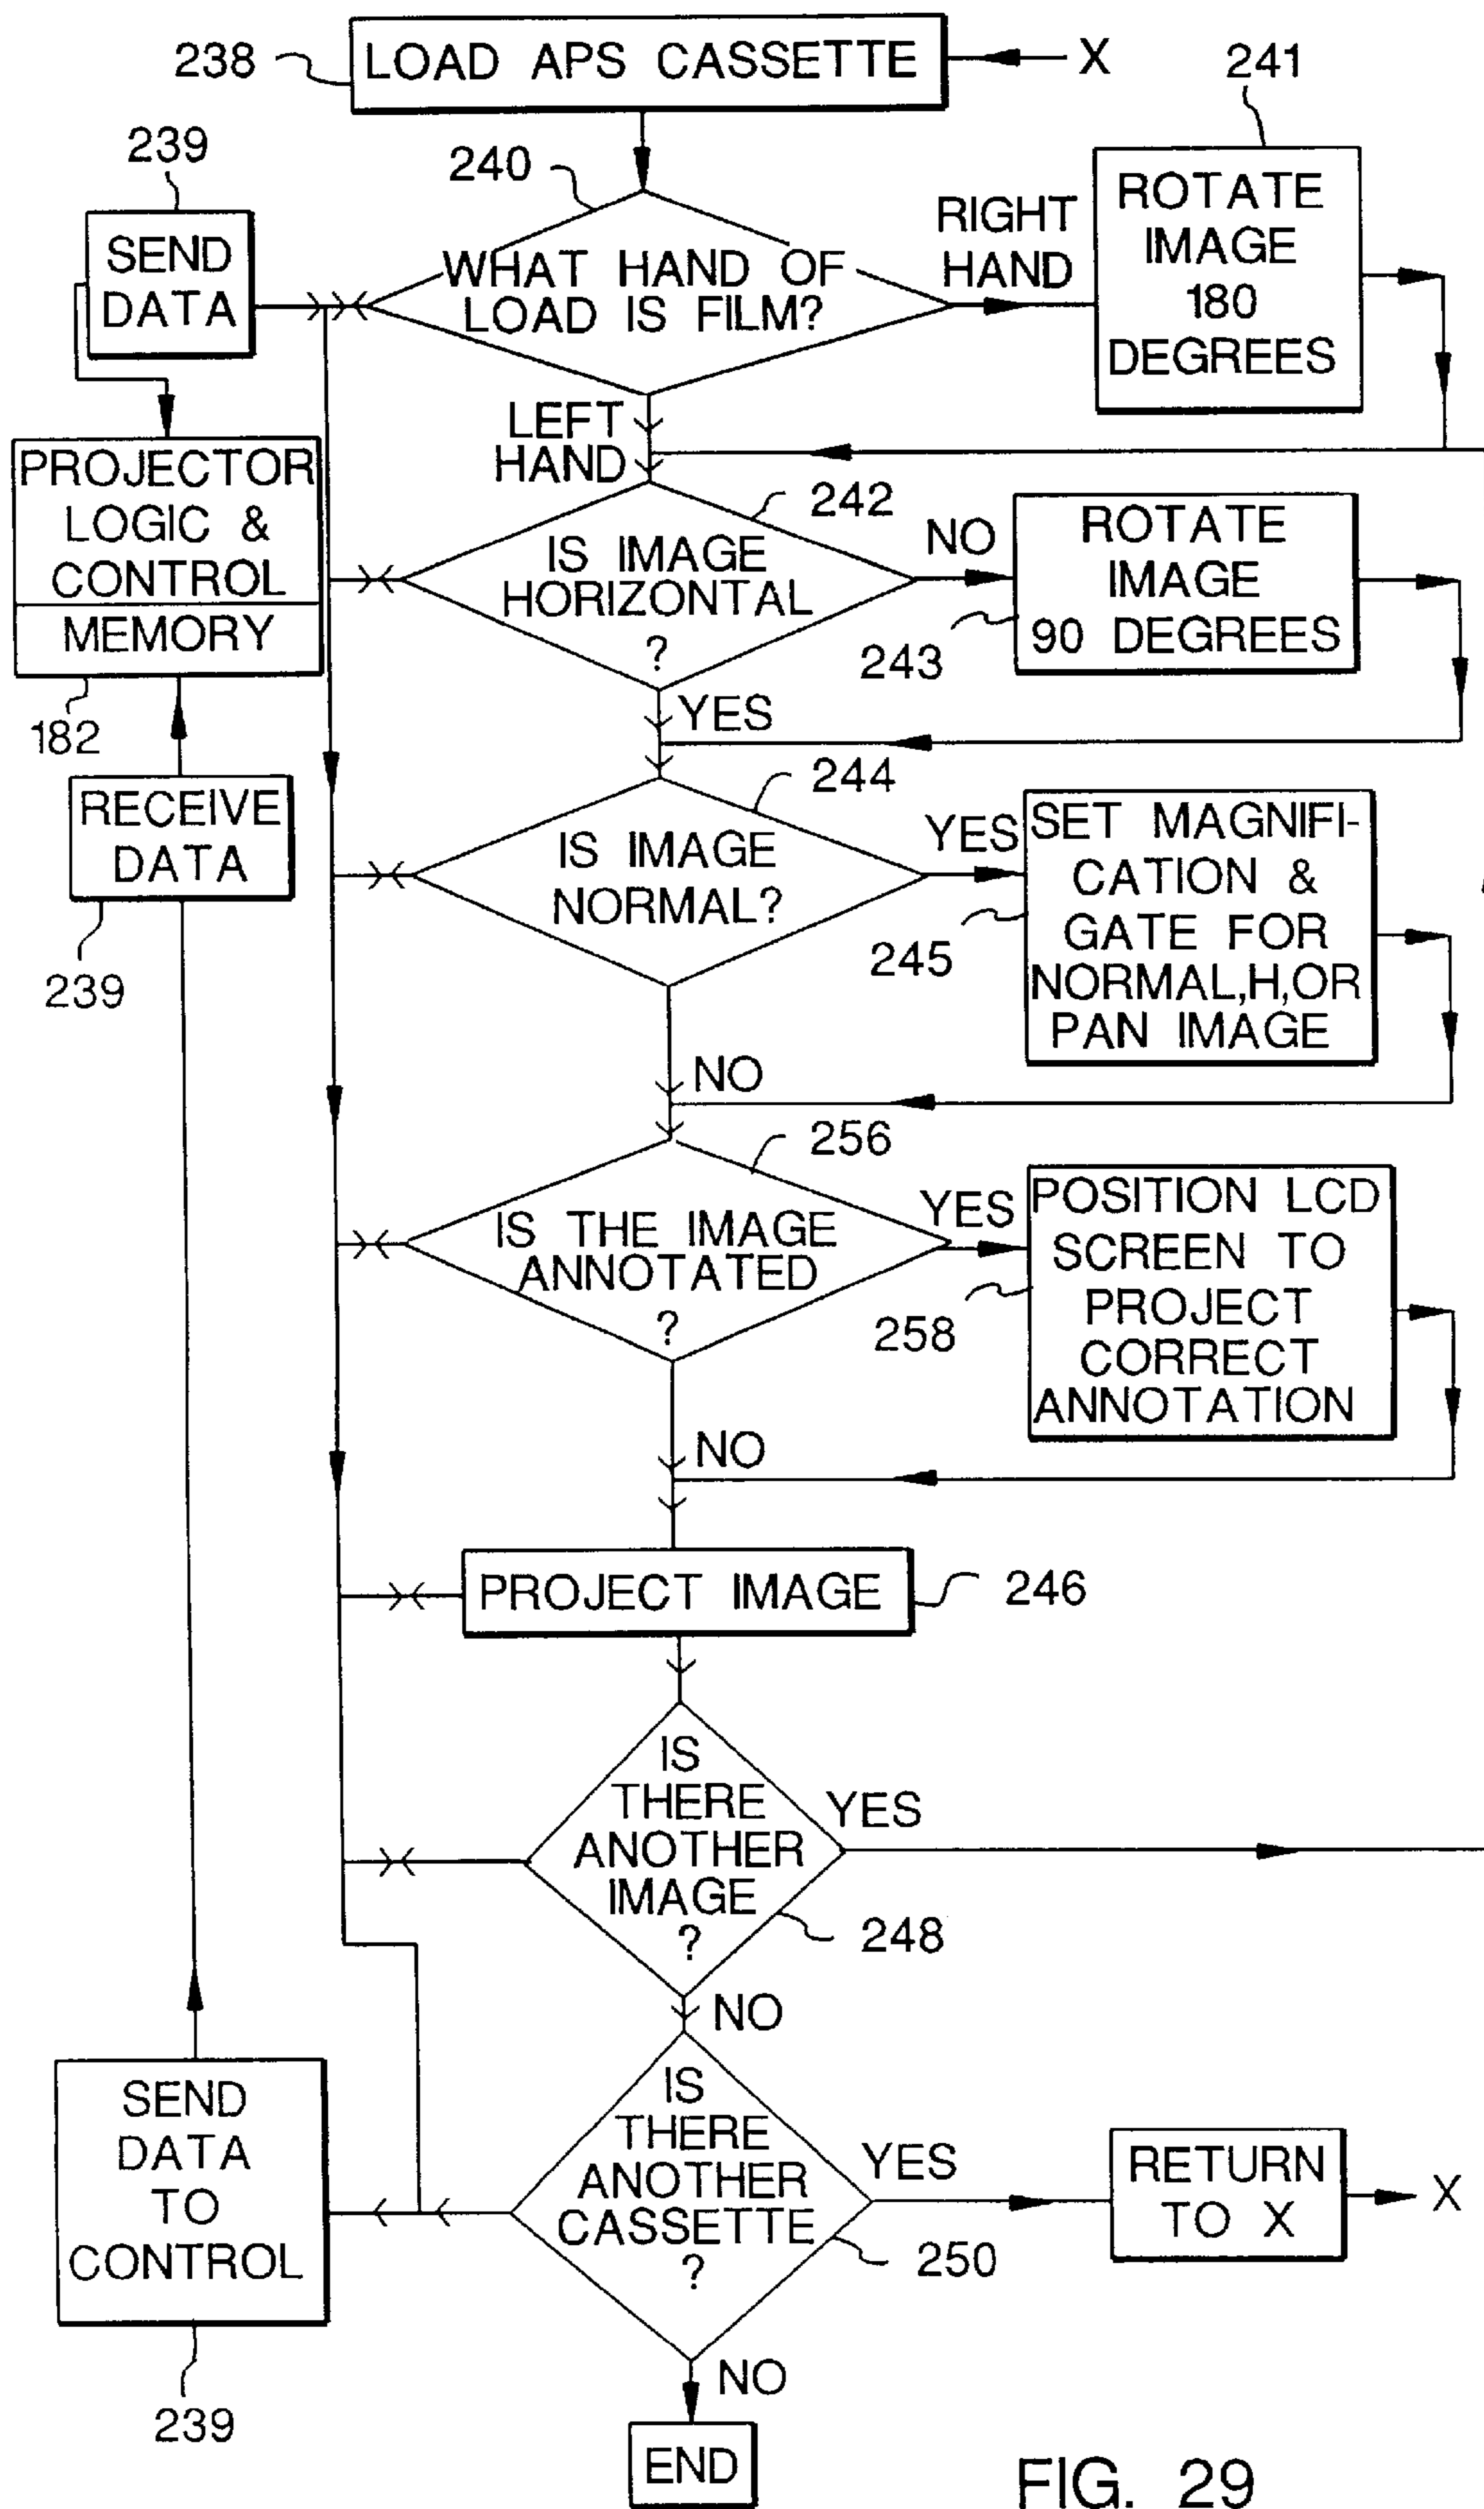 238
LOAD APS CASSETTE
X
241
239
240
SEND
DATA
WHAT HAND OF
LOAD IS FILM?
RIGHT
HAND
ROTATE
IMAGE
180
DEGREES
LEFT
HAND
PROJECTOR
LOGIC &
CONTROL
MEMORY
182
242
IS IMAGE
HORIZONTAL
?
NO
ROTATE
IMAGE
90 DEGREES
243
YES
RECEIVE
DATA
239
244
IS IMAGE
NORMAL?
YES
SET MAGNIFI-
CATION &
GATE FOR
NORMAL,H,OR
PAN IMAGE
245
NO
256
IS THE IMAGE
ANNOTATED
?
YES
POSITION LCD
SCREEN TO
PROJECT
CORRECT
ANNOTATION
258
NO
PROJECT IMAGE
246
IS
THERE
ANOTHER
IMAGE
?
YES
248
NO
SEND
DATA
TO
CONTROL
239
IS
THERE
ANOTHER
CASSETTE
?
YES
250
RETURN
TO X
X
NO
END
FIG. 29